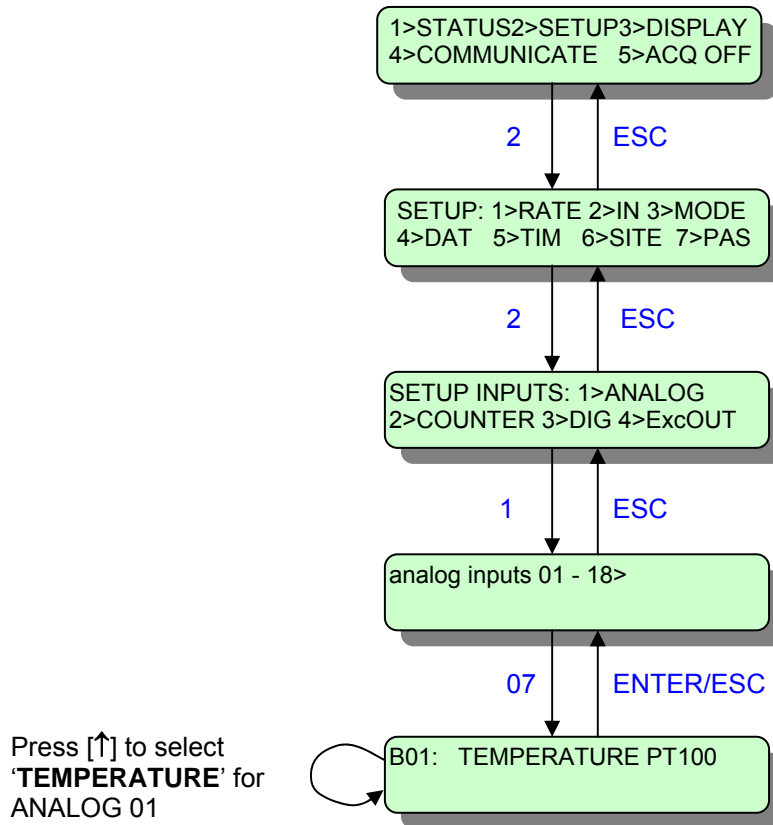 1>STATUS2>SETUP3>DISPLAY
4>COMMUNICATE 5>ACQ OFF
2 ESC
SETUP: 1>RATE 2>IN 3>MODE
4>DAT 5>TIM 6>SITE 7>PAS
2 ESC
SETUP INPUTS: 1>ANALOG
2>COUNTER 3>DIG 4>ExcOUT
1 ESC
analog inputs 01 - 18>
07 ENTER/ESC
Press [↑] to select
‘TEMPERATURE’ for
ANALOG 01
B01: TEMPERATURE PT100